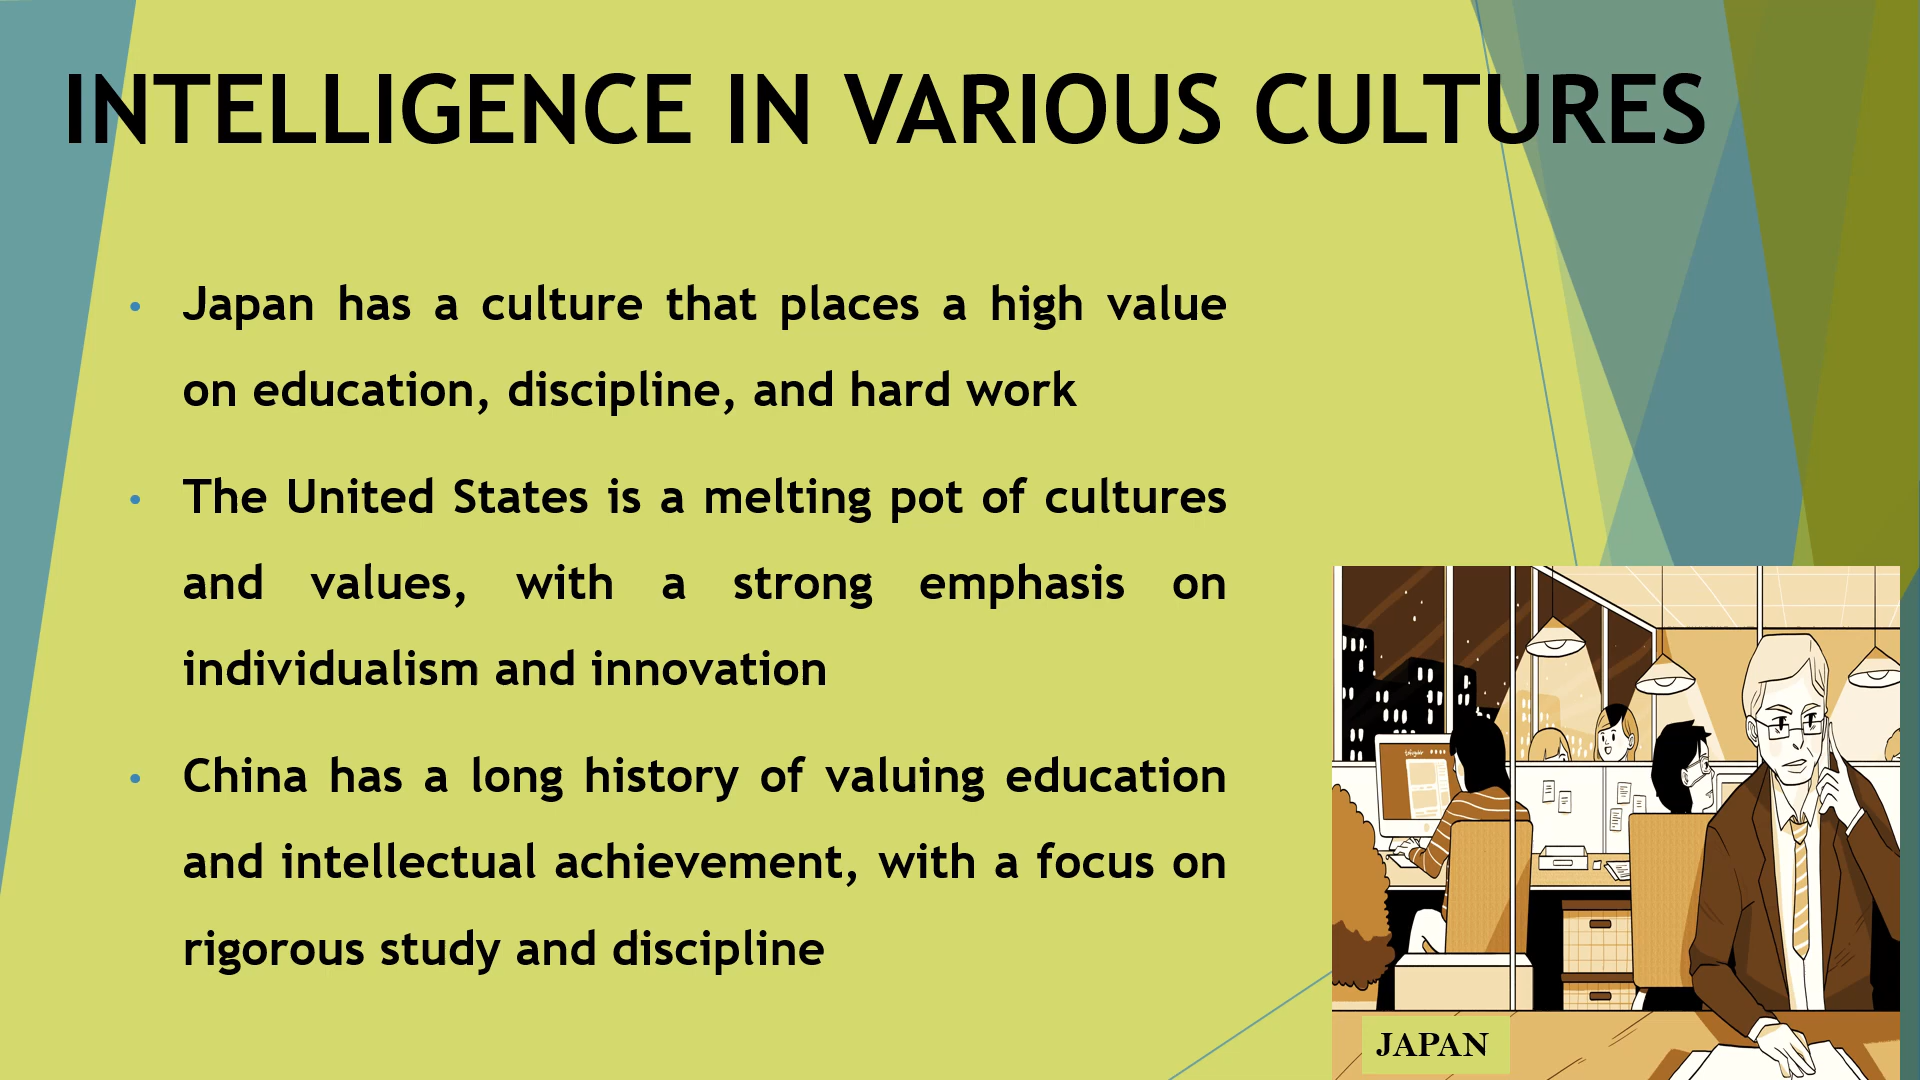 INTELLIGENCE IN VARIOUS CULTURES
• Japan has a culture that places a high value
on education, discipline, and hard work
• The United States is a melting pot of cultures
and values, with a strong emphasis on
individualism and innovation
• China has a long history of valuing education
and intellectual achievement, with a focus on
rigorous study and discipline
JAPAN